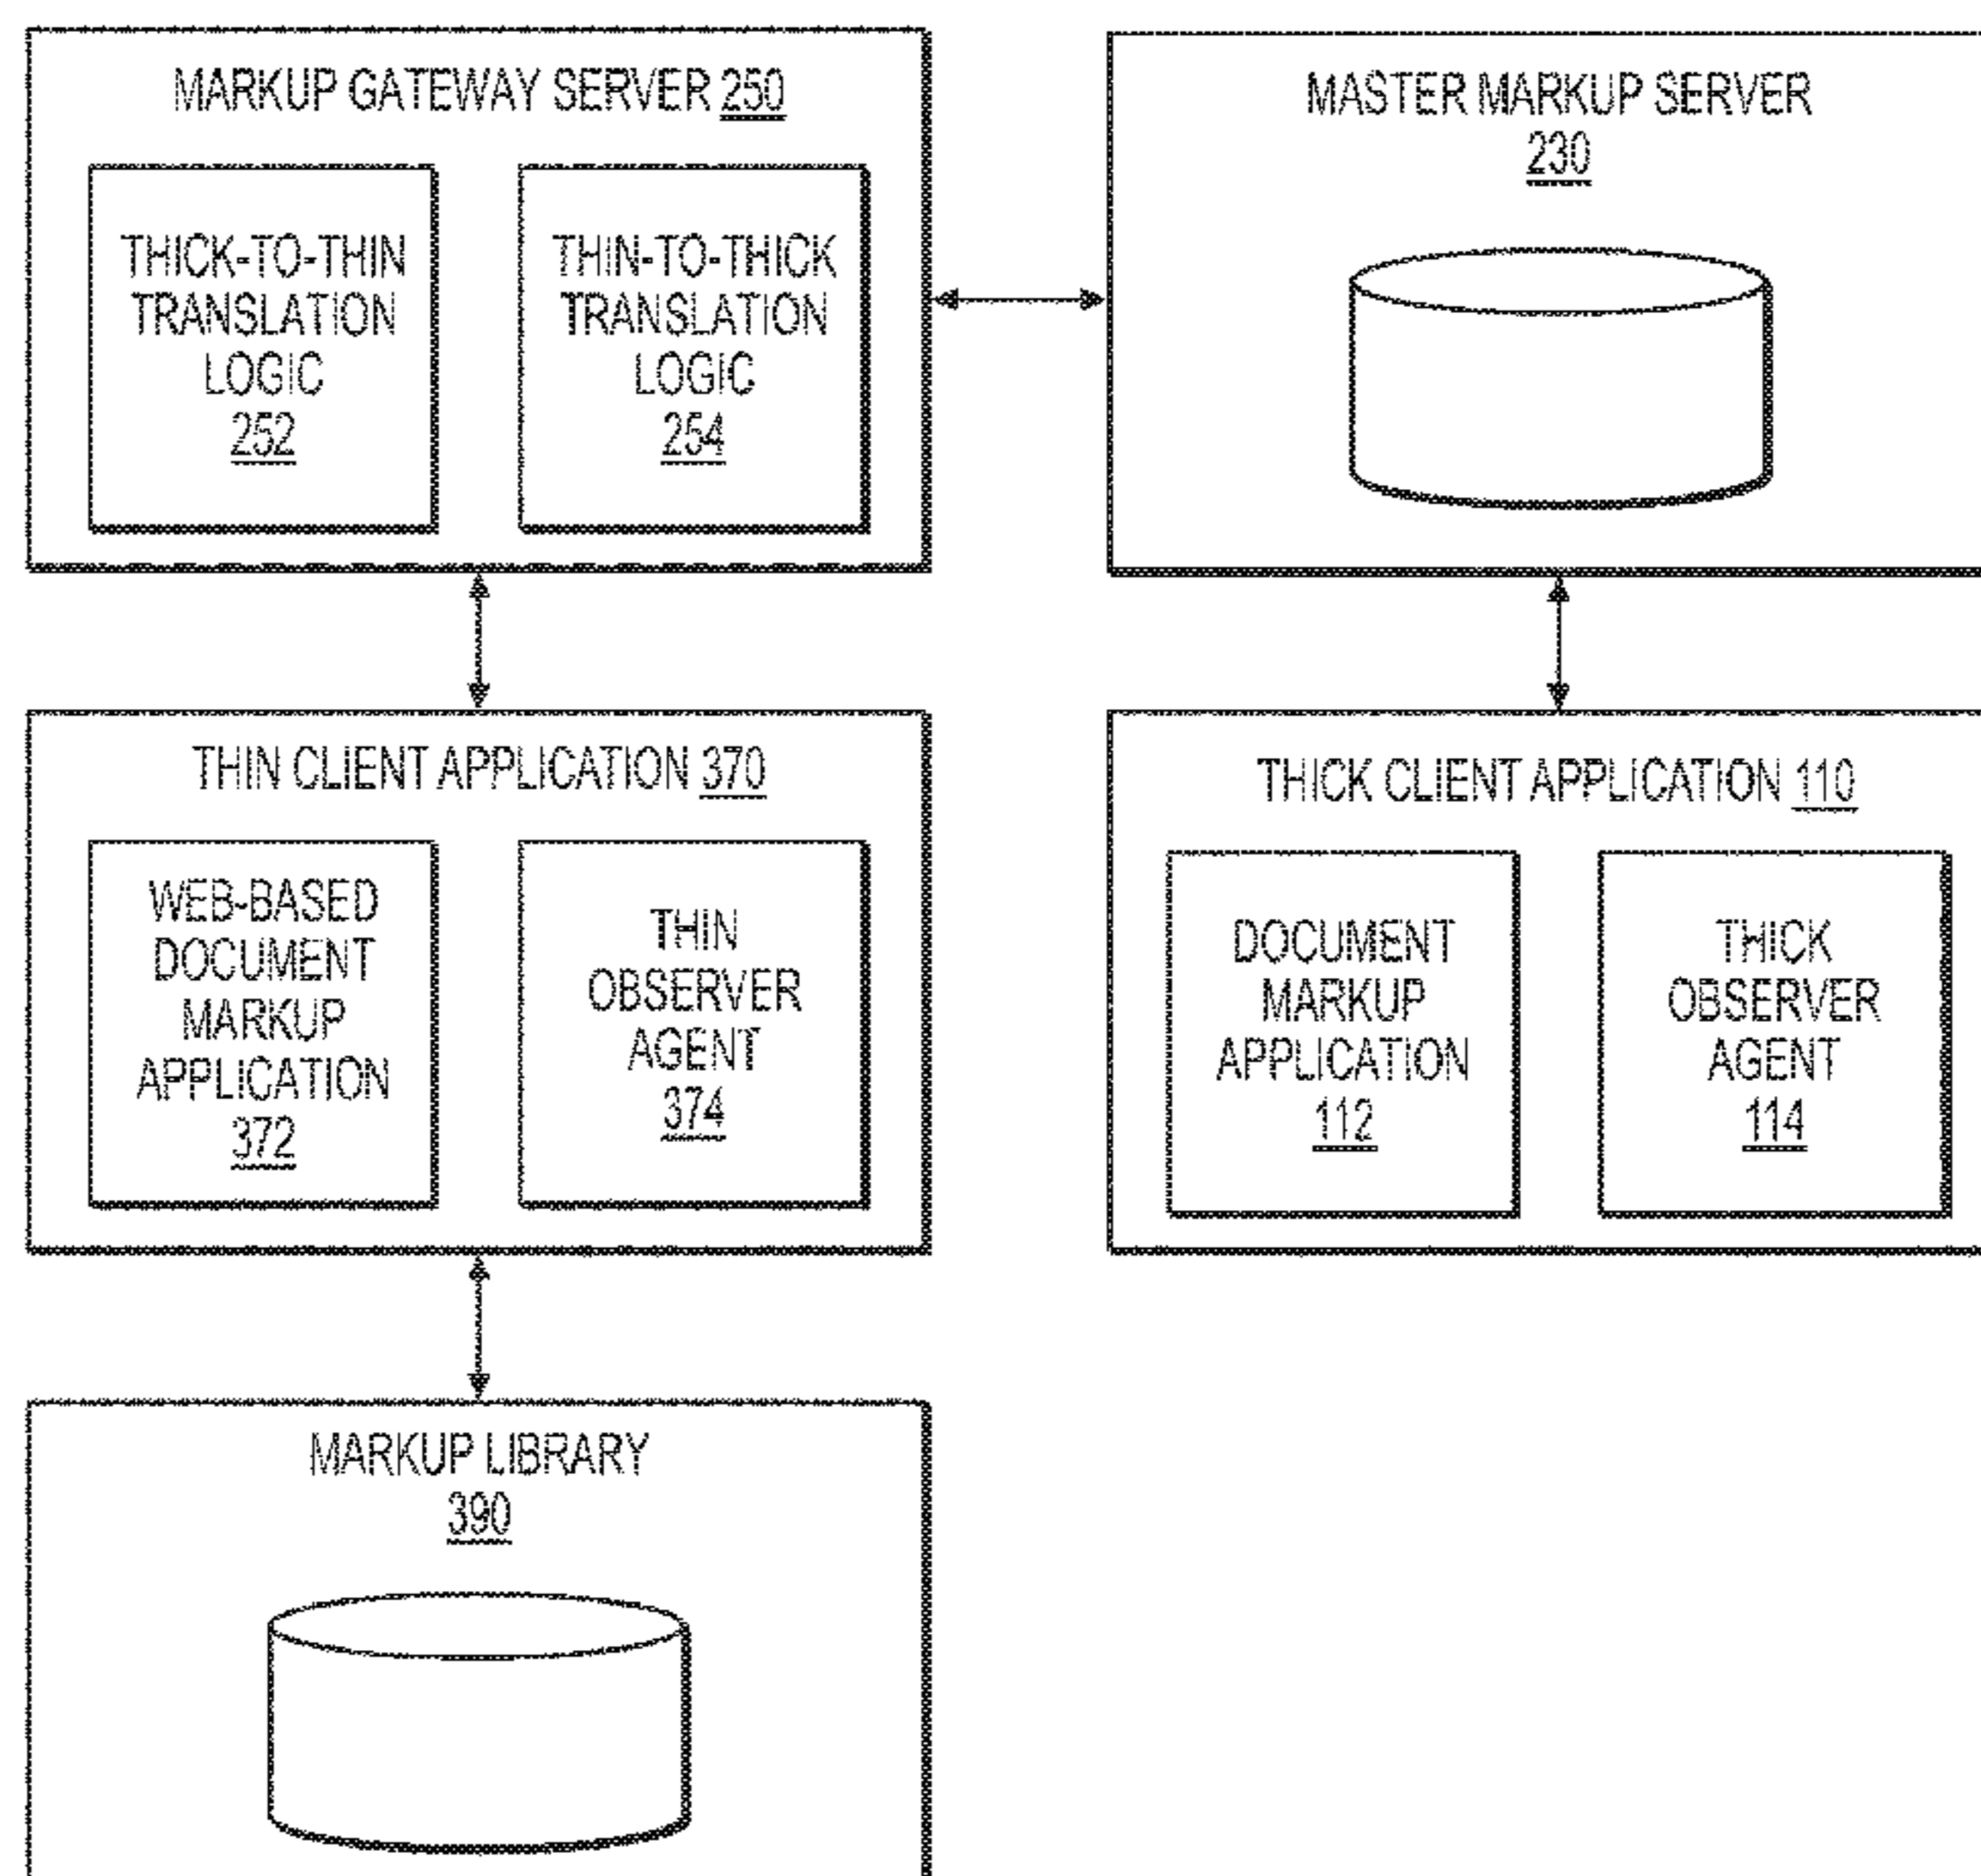 MARKUP GATEWAY SERVER 250
THICK-TO-THIN
TRANSLATION
LOGIC
252
THIN-TO-THICK
TRANSLATION
LOGIC
254
MASTER MARKUP SERVER
230
THIN CLIENT APPLICATION 370
WEB-BASED
DOCUMENT
MARKUP
APPLICATION
372
THIN
OBSERVER
AGENT
374
THICK CLIENT APPLICATION 110
DOCUMENT
MARKUP
APPLICATION
112
THICK
OBSERVER
AGENT
114
MARKUP LIBRARY
390